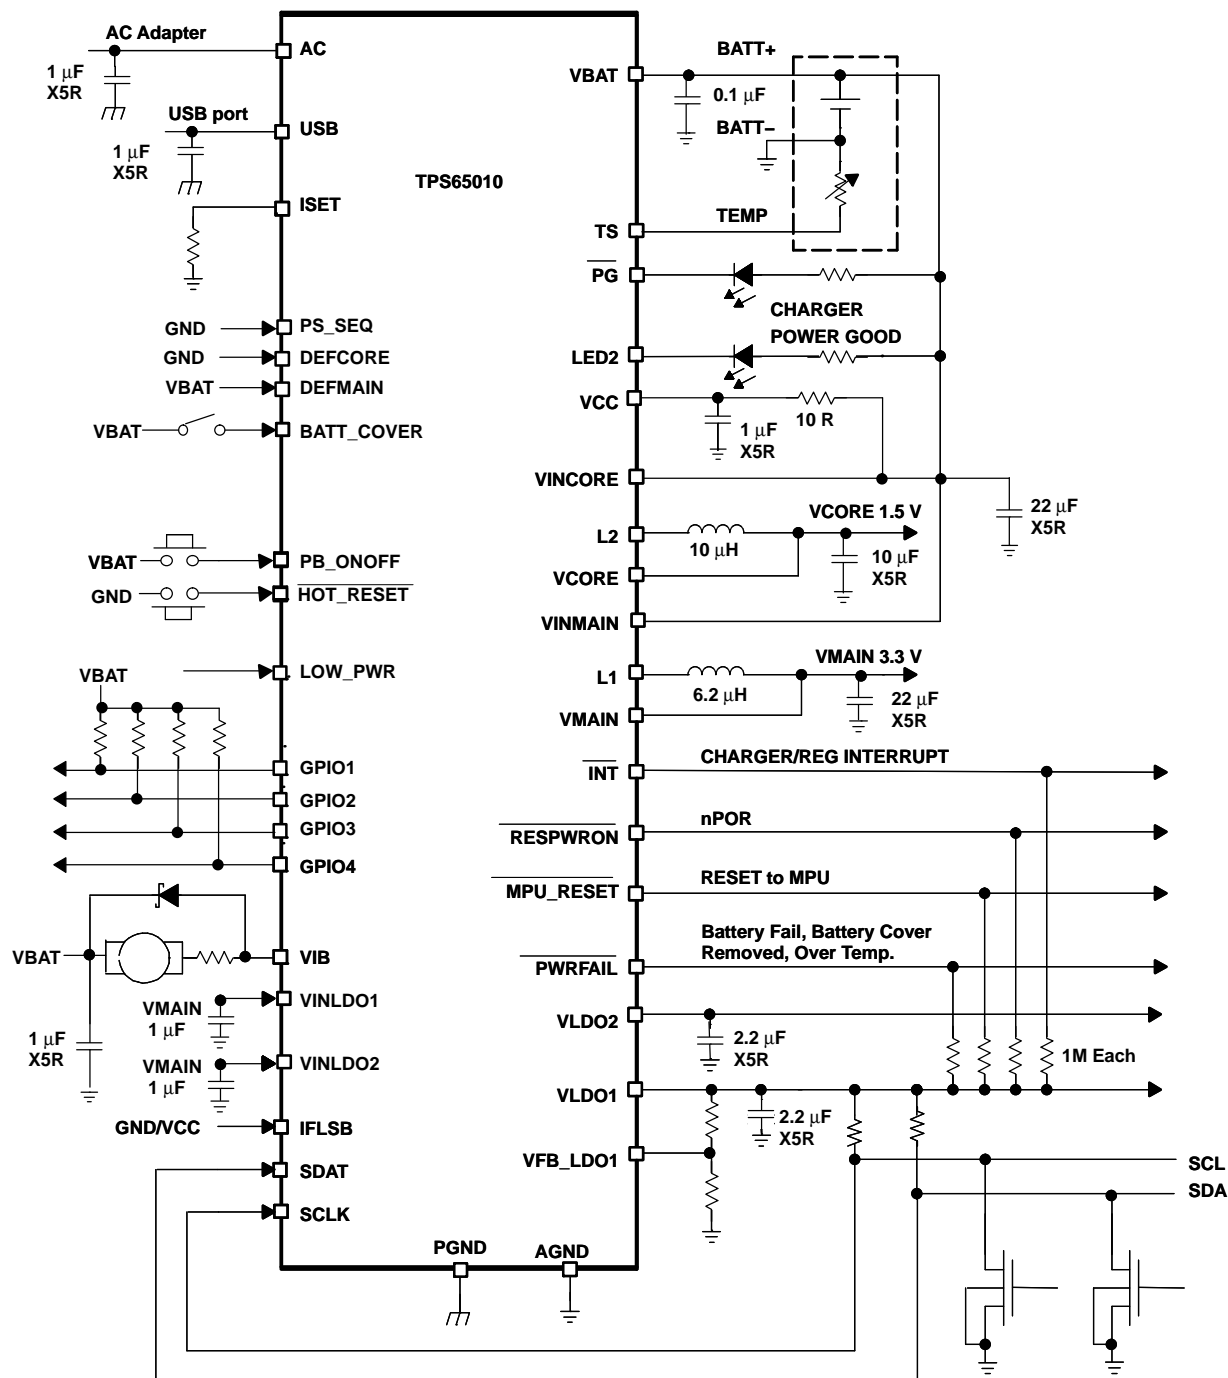 AC Adapter
AC
1 μF
X5R
USB port
USB
1 μF
X5R
ISET
TPS65010
BATT+
VBAT
0.1 μF
BATT−
TEMP
TS
PG
CHARGER
POWER GOOD
LED2
VCC
10 R
1 μF
X5R
GND
PS_SEQ
GND
DEFCORE
VBAT
DEFMAIN
VBAT
BATT_COVER
VINCORE
22 μF
X5R
VCORE 1.5 V
L2
10 μH
10 μF
X5R
VCORE
VBAT
PB_ONOFF
GND
HOT_RESET
VINMAIN
VBAT
LOW_PWR
VMAIN 3.3 V
L1
6.2 μH
22 μF
X5R
VMAIN
GPIO1
GPIO2
GPIO3
GPIO4
CHARGER/REG INTERRUPT
INT
nPOR
RESPWRON
RESET to MPU
MPU_RESET
Battery Fail, Battery Cover
Removed, Over Temp.
PWRFAIL
VBAT
VIB
VINLDO1
VMAIN
1 μF
1 μF
X5R
VINLDO2
VMAIN
1 μF
VLDO2
2.2 μF
X5R
1M Each
VLDO1
2.2 μF
X5R
GND/VCC
IFLSB
VFB_LDO1
SDAT
SCLK
SCL
SDA
PGND
AGND